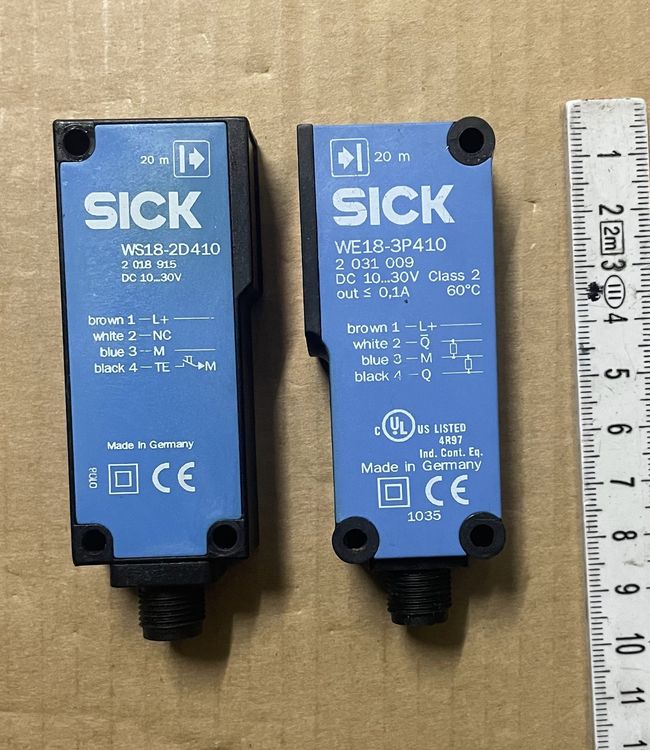 20 m
SICK
WS18-2D410
2 018 915
DC 10...30V
brown 1 L+
white 2 NC
blue 3 M
black 4 TE M
Made in Germany
CE
20 m
SICK
WE18-3P410
2 031 009
DC 10...30V Class 2
out ≤ 0,1A 60°C
brown 1 L+
white 2 Q̅
blue 3 M
black 4 Q
C UL US LISTED
4R97
Ind. Cont. Eq.
Made in Germany
CE
1035
1
2
2m
3
III
4
5
6
7
8
9
10
11